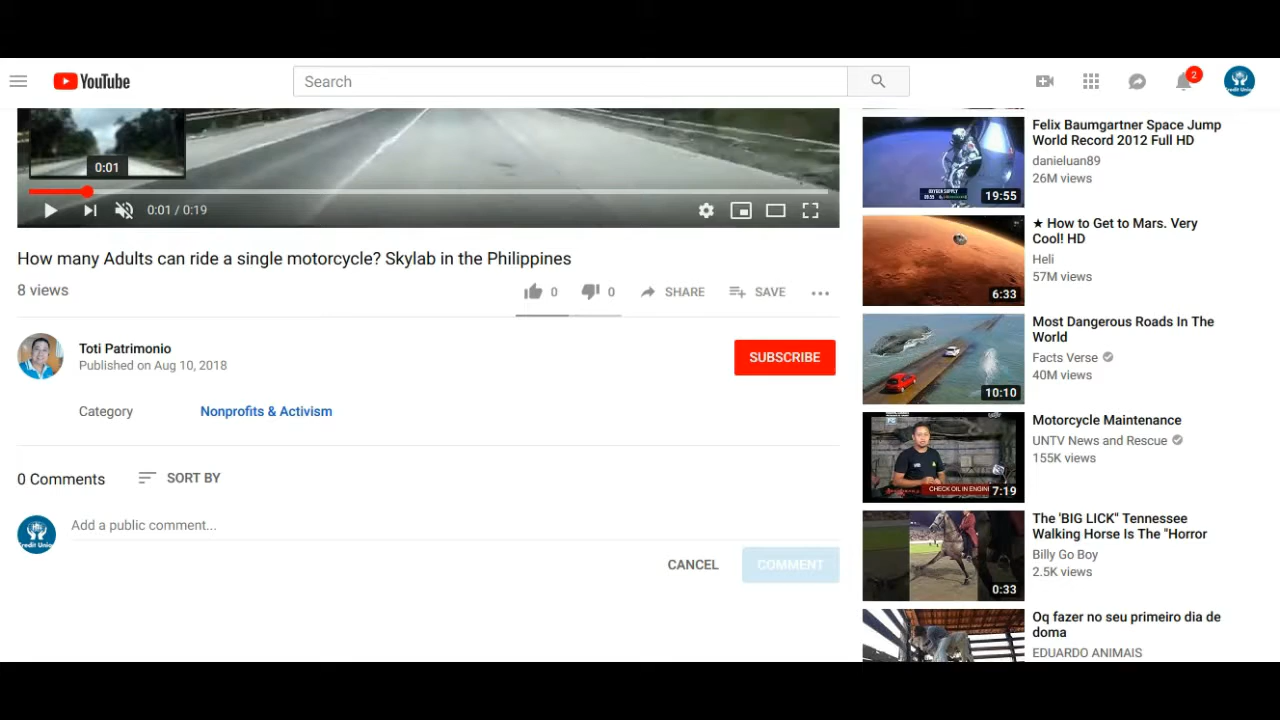 YouTube
Search
2
0:01
0:01 / 0:19
How many Adults can ride a single motorcycle? Skylab in the Philippines
8 views
0
0
SHARE
SAVE
Toti Patrimonio
Published on Aug 10, 2018
SUBSCRIBE
Category
Nonprofits & Activism
0 Comments
SORT BY
Add a public comment...
CANCEL
COMMENT
Felix Baumgartner Space Jump
World Record 2012 Full HD
danieluan89
26M views
19:55
★ How to Get to Mars. Very
Cool! HD
Heli
57M views
6:33
Most Dangerous Roads In The
World
Facts Verse
40M views
10:10
Motorcycle Maintenance
UNTV News and Rescue
155K views
CHECK OIL IN ENGIN
7:19
The 'BIG LICK" Tennessee
Walking Horse Is The "Horror
Billy Go Boy
2.5K views
0:33
Oq fazer no seu primeiro dia de
doma
EDUARDO ANIMAIS